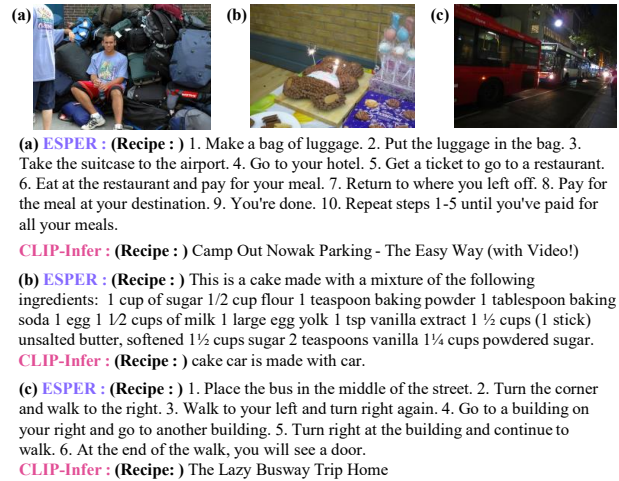 (a) (b) (c)
(a) ESPER : (Recipe : ) 1. Make a bag of luggage. 2. Put the luggage in the bag. 3.
Take the suitcase to the airport. 4. Go to your hotel. 5. Get a ticket to go to a restaurant.
6. Eat at the restaurant and pay for your meal. 7. Return to where you left off. 8. Pay for
the meal at your destination. 9. You're done. 10. Repeat steps 1-5 until you've paid for
all your meals.
CLIP-Infer : (Recipe : ) Camp Out Nowak Parking - The Easy Way (with Video!)
(b) ESPER : (Recipe : ) This is a cake made with a mixture of the following
ingredients: 1 cup of sugar 1/2 cup flour 1 teaspoon baking powder 1 tablespoon baking
soda 1 egg 1 1⁄2 cups of milk 1 large egg yolk 1 tsp vanilla extract 1 ½ cups (1 stick)
unsalted butter, softened 1½ cups sugar 2 teaspoons vanilla 1¼ cups powdered sugar.
CLIP-Infer : (Recipe : ) cake car is made with car.
(c) ESPER : (Recipe : ) 1. Place the bus in the middle of the street. 2. Turn the corner
and walk to the right. 3. Walk to your left and turn right again. 4. Go to a building on
your right and go to another building. 5. Turn right at the building and continue to
walk. 6. At the end of the walk, you will see a door.
CLIP-Infer : (Recipe: ) The Lazy Busway Trip Home